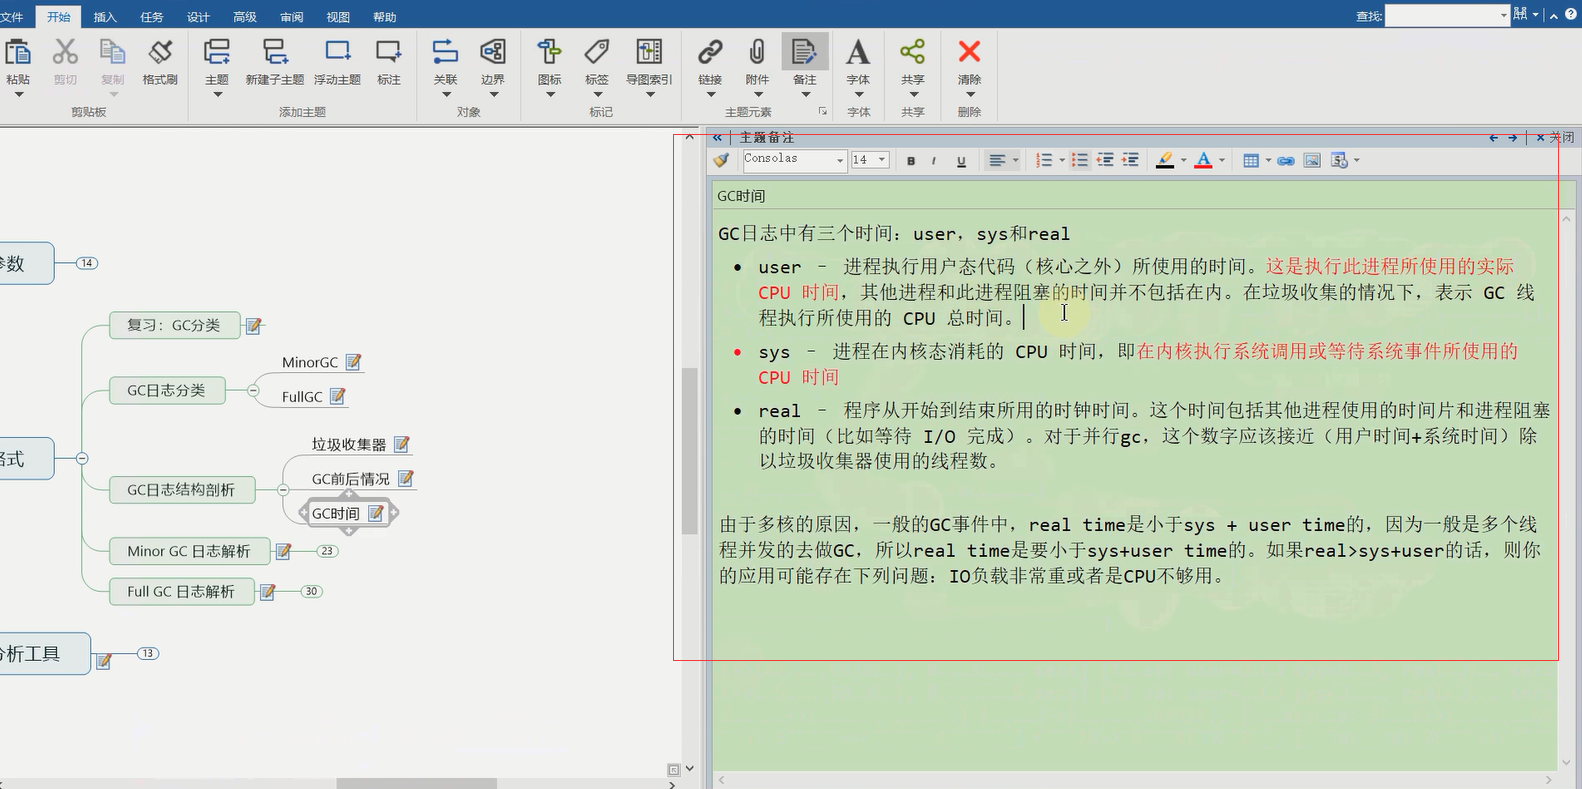 文件 开始 插入 任务 设计 高级 审阅 视图 帮助 查找:
粘贴 剪切 复制 格式刷 主题 新建子主题 浮动主题 标注 关联 边界 图标 标签 导图索引 链接 附件 备注 字体 共享 清除
剪贴板 添加主题 对象 标记 主题元素 字体 共享 删除
« 主题备注 关闭
Consolas 14 B I U
GC时间
参数 14
复习：GC分类
GC日志分类
MinorGC
FullGC
格式
GC日志结构剖析
垃圾收集器
GC前后情况
GC时间
Minor GC 日志解析 23
Full GC 日志解析 30
分析工具 13
GC日志中有三个时间：user，sys和real
• user – 进程执行用户态代码（核心之外）所使用的时间。这是执行此进程所使用的实际
CPU 时间，其他进程和此进程阻塞的时间并不包括在内。在垃圾收集的情况下，表示 GC 线
程执行所使用的 CPU 总时间。
• sys – 进程在内核态消耗的 CPU 时间，即在内核执行系统调用或等待系统事件所使用的
CPU 时间
• real – 程序从开始到结束所用的时钟时间。这个时间包括其他进程使用的时间片和进程阻塞
的时间（比如等待 I/O 完成）。对于并行gc，这个数字应该接近（用户时间+系统时间）除
以垃圾收集器使用的线程数。
由于多核的原因，一般的GC事件中，real time是小于sys + user time的，因为一般是多个线
程并发的去做GC，所以real time是要小于sys+user time的。如果real>sys+user的话，则你
的应用可能存在下列问题：IO负载非常重或者是CPU不够用。